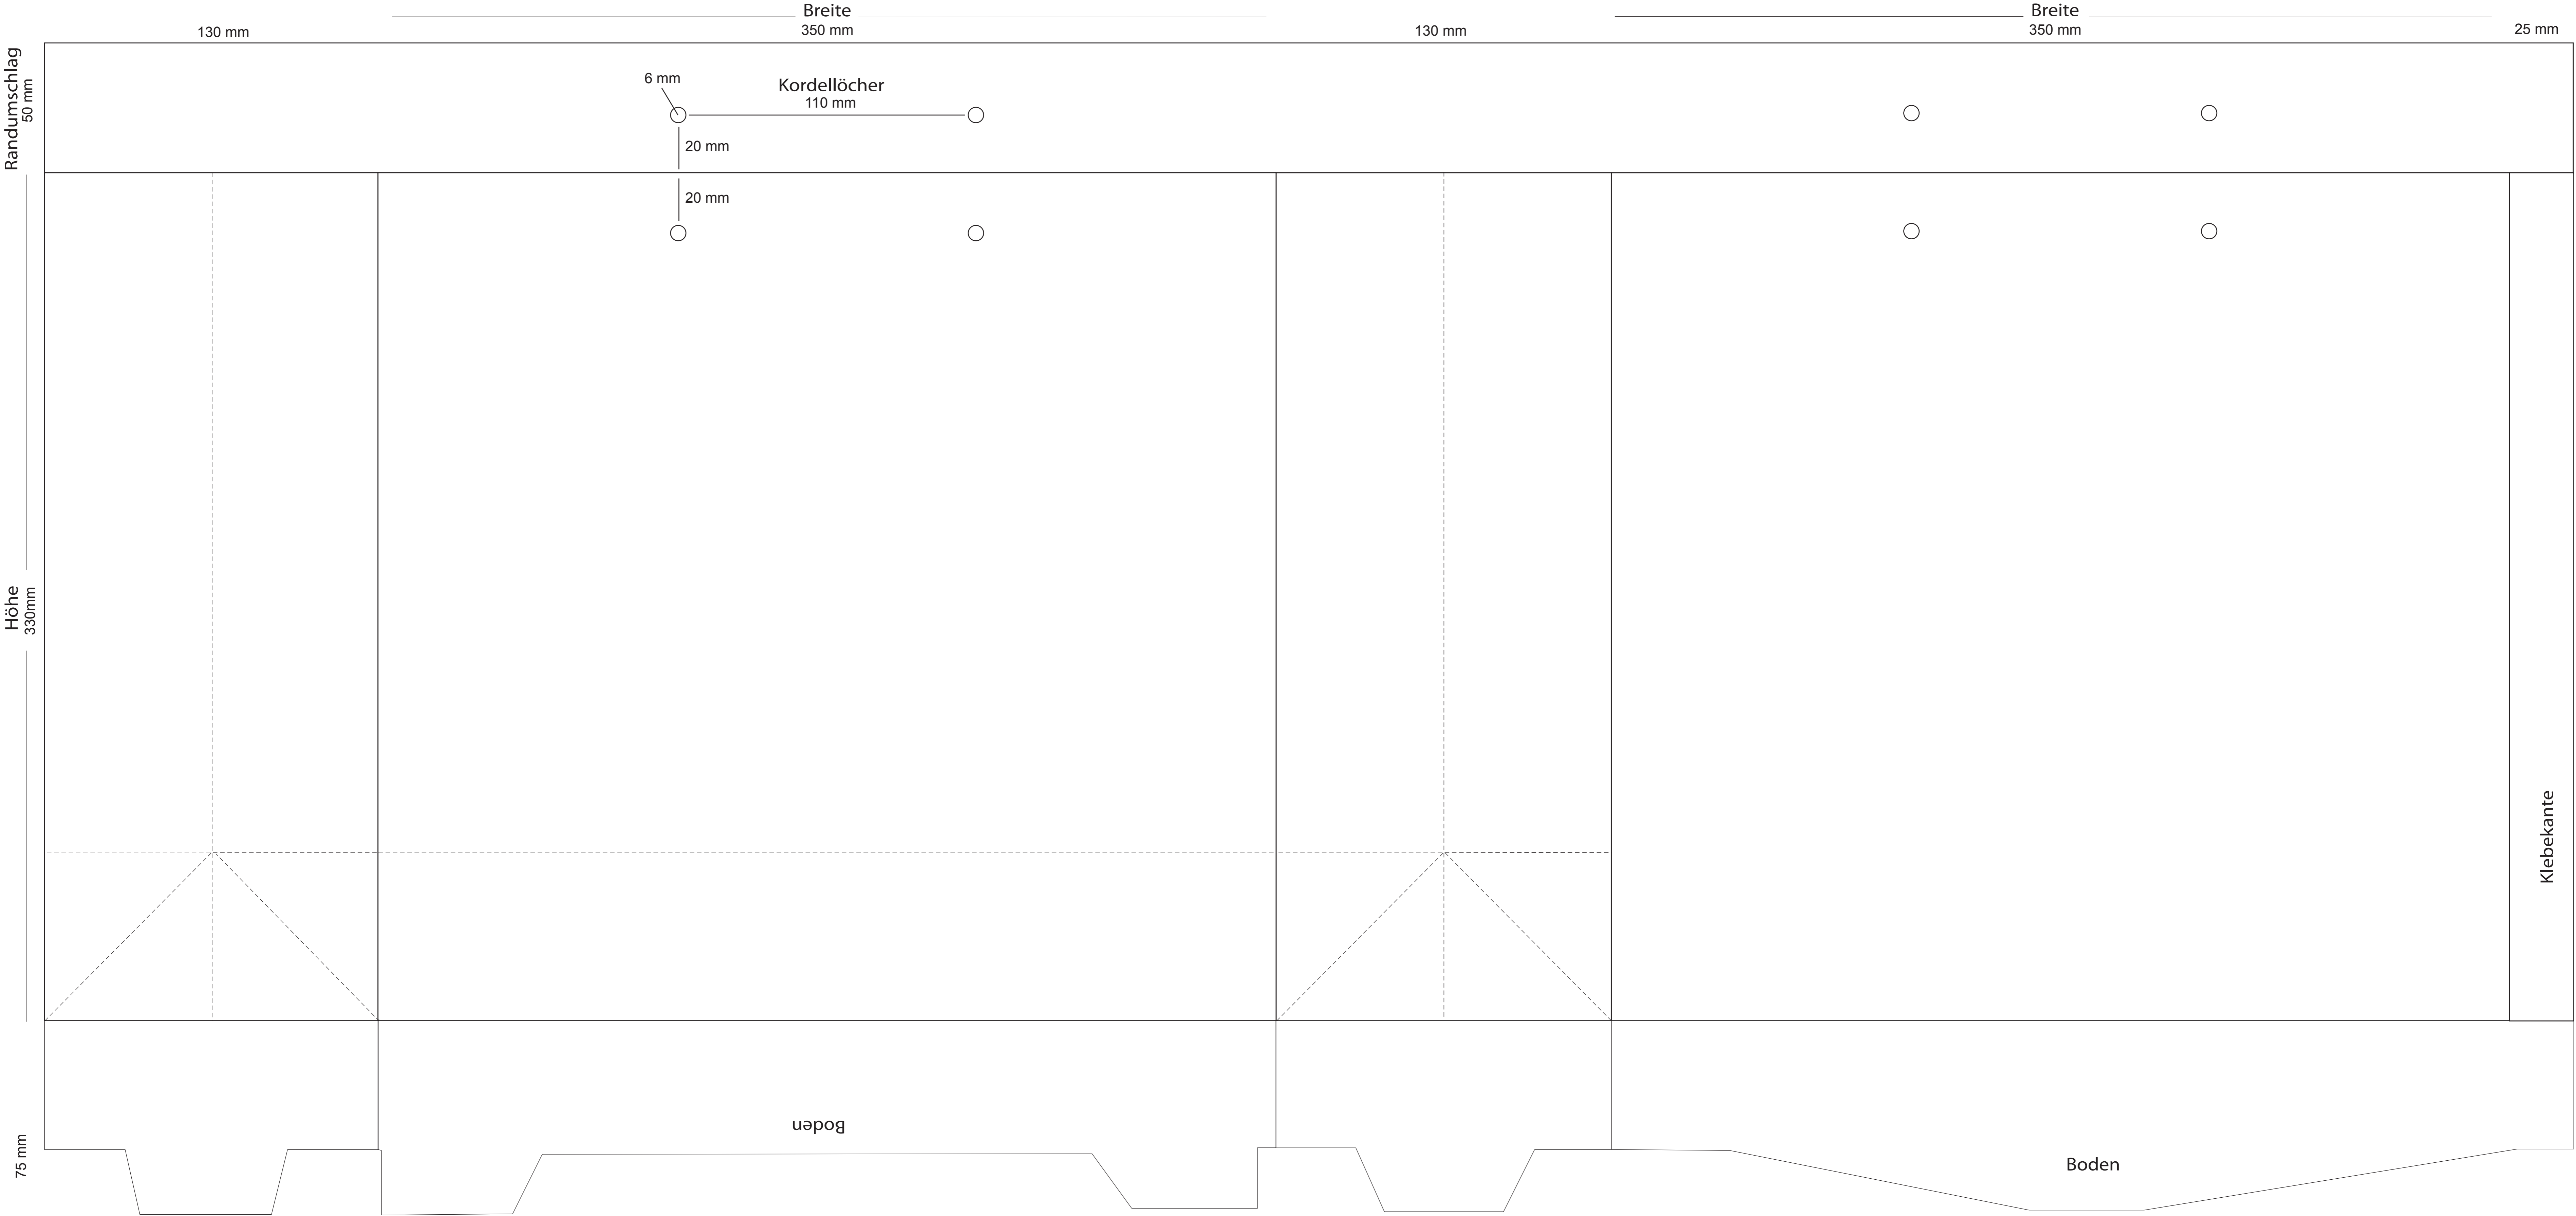 Breite
350 mm
130 mm
130 mm
Breite
350 mm
25 mm
Randumschlag
50 mm
6 mm
Kordellöcher
110 mm
20 mm
20 mm
Höhe
330mm
Klebekante
75 mm
Boden
Boden